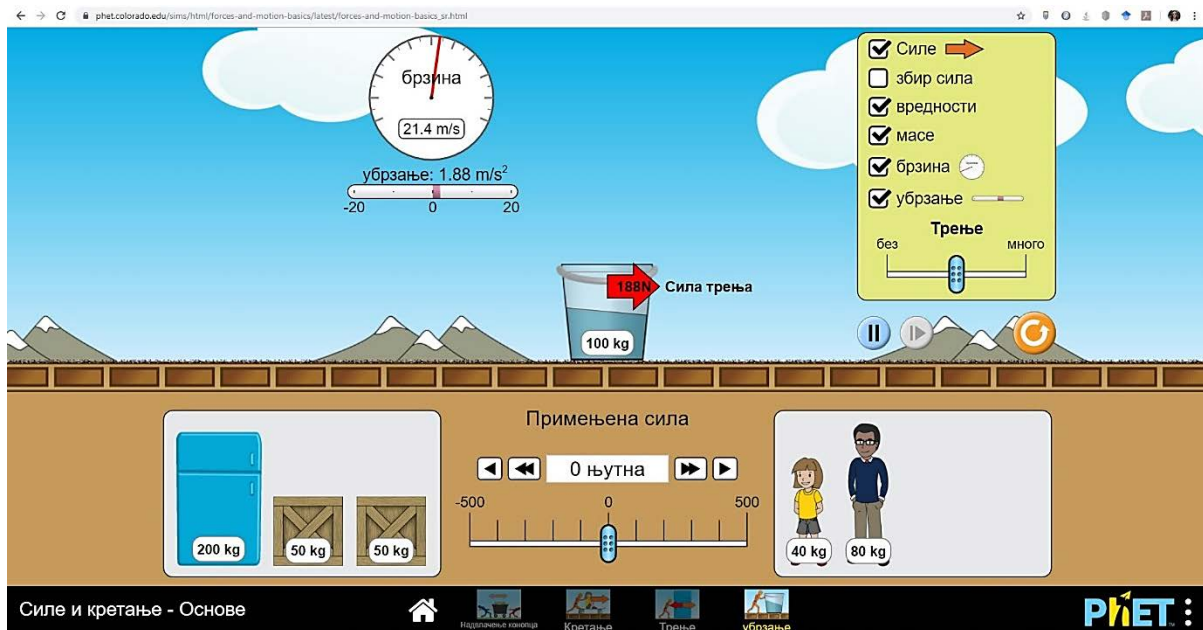 phet.colorado.edu/sims/html/forces-and-motion-basics/latest/forces-and-motion-basics_sr.html
брзина
21.4 m/s
убрзање: 1.88 m/s²
-20 0 20
Силе
збир сила
вредности
масе
брзина
убрзање
Трење
без много
188N Сила трења
100 kg
Примењена сила
0 њутна
-500 0 500
200 kg 50 kg 50 kg
40 kg 80 kg
Силе и кретање - Основе
Надвлачење конопца Кретање Трење убрзање
PhET